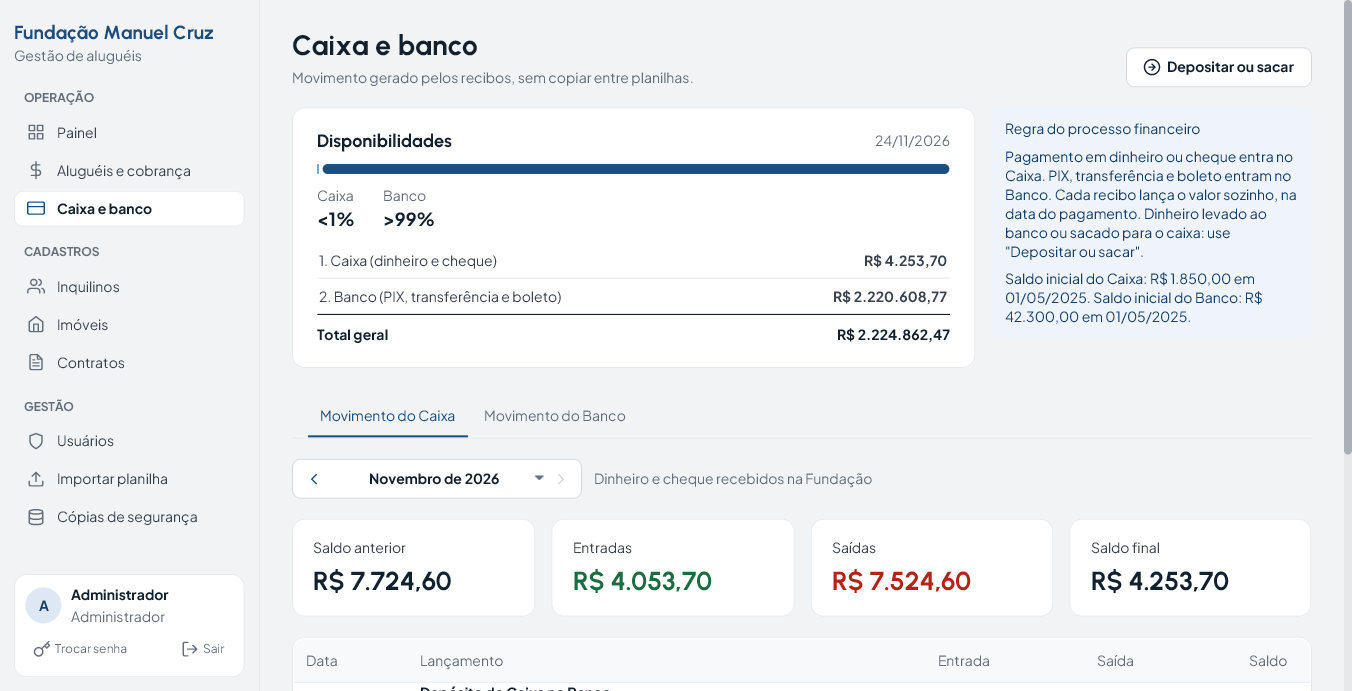 Fundação Manuel Cruz
Gestão de aluguéis
OPERAÇÃO
Painel
Aluguéis e cobrança
Caixa e banco
CADASTROS
Inquilinos
Imóveis
Contratos
GESTÃO
Usuários
Importar planilha
Cópias de segurança
A
Administrador
Administrador
Trocar senha
Sair
Caixa e banco
Movimento gerado pelos recibos, sem copiar entre planilhas.
Depositar ou sacar
Disponibilidades
24/11/2026
Caixa
Banco
<1%
>99%
1. Caixa (dinheiro e cheque)
R$ 4.253,70
2. Banco (PIX, transferência e boleto)
R$ 2.220.608,77
Total geral
R$ 2.224.862,47
Regra do processo financeiro
Pagamento em dinheiro ou cheque entra no
Caixa. PIX, transferência e boleto entram no
Banco. Cada recibo lança o valor sozinho, na
data do pagamento. Dinheiro levado ao
banco ou sacado para o caixa: use
"Depositar ou sacar".
Saldo inicial do Caixa: R$ 1.850,00 em
01/05/2025. Saldo inicial do Banco: R$
42.300,00 em 01/05/2025.
Movimento do Caixa
Movimento do Banco
Novembro de 2026
Dinheiro e cheque recebidos na Fundação
Saldo anterior
R$ 7.724,60
Entradas
R$ 4.053,70
Saídas
R$ 7.524,60
Saldo final
R$ 4.253,70
Data
Lançamento
Entrada
Saída
Saldo
Depósito do Caixa no Banco